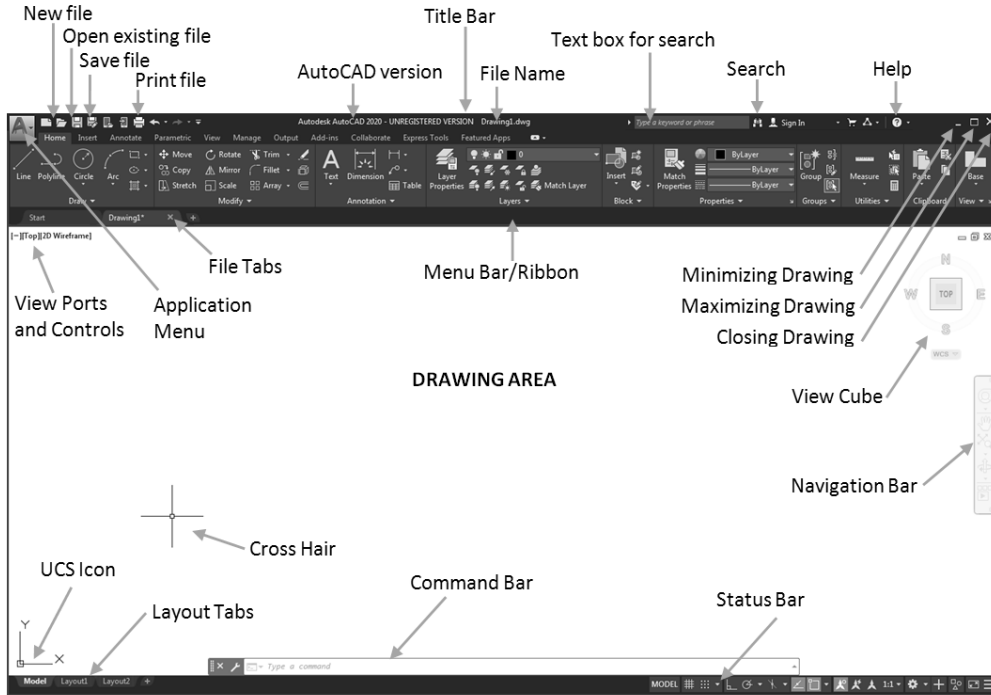 New file
Open existing file
Save file
Print file
Title Bar
AutoCAD version
File Name
Text box for search
Search
Help
A
Autodesk AutoCAD 2020 - UNREGISTERED VERSION Drawing1.dwg
Type a keyword or phrase
Sign In
Home Insert Annotate Parametric View Manage Output Add-ins Collaborate Express Tools Featured Apps
Line Polyline Circle Arc
Move Rotate Trim
Copy Mirror Fillet
Stretch Scale Array
Text Dimension
Table
Layer Properties
0
Match Layer
Insert
Match Properties
ByLayer
ByLayer
ByLayer
Group
Measure
Paste
Base
Draw Modify Annotation Layers Block Properties Groups Utilities Clipboard View
Start Drawing1*
[−][Top][2D Wireframe]
File Tabs
Menu Bar/Ribbon
View Ports
and Controls
Application
Menu
Minimizing Drawing
Maximizing Drawing
Closing Drawing
N
W TOP E
S
WCS
DRAWING AREA
View Cube
Navigation Bar
Cross Hair
UCS Icon
Command Bar
Layout Tabs
Status Bar
Y
X
Type a command
Model Layout1 Layout2 +
MODEL
1:1